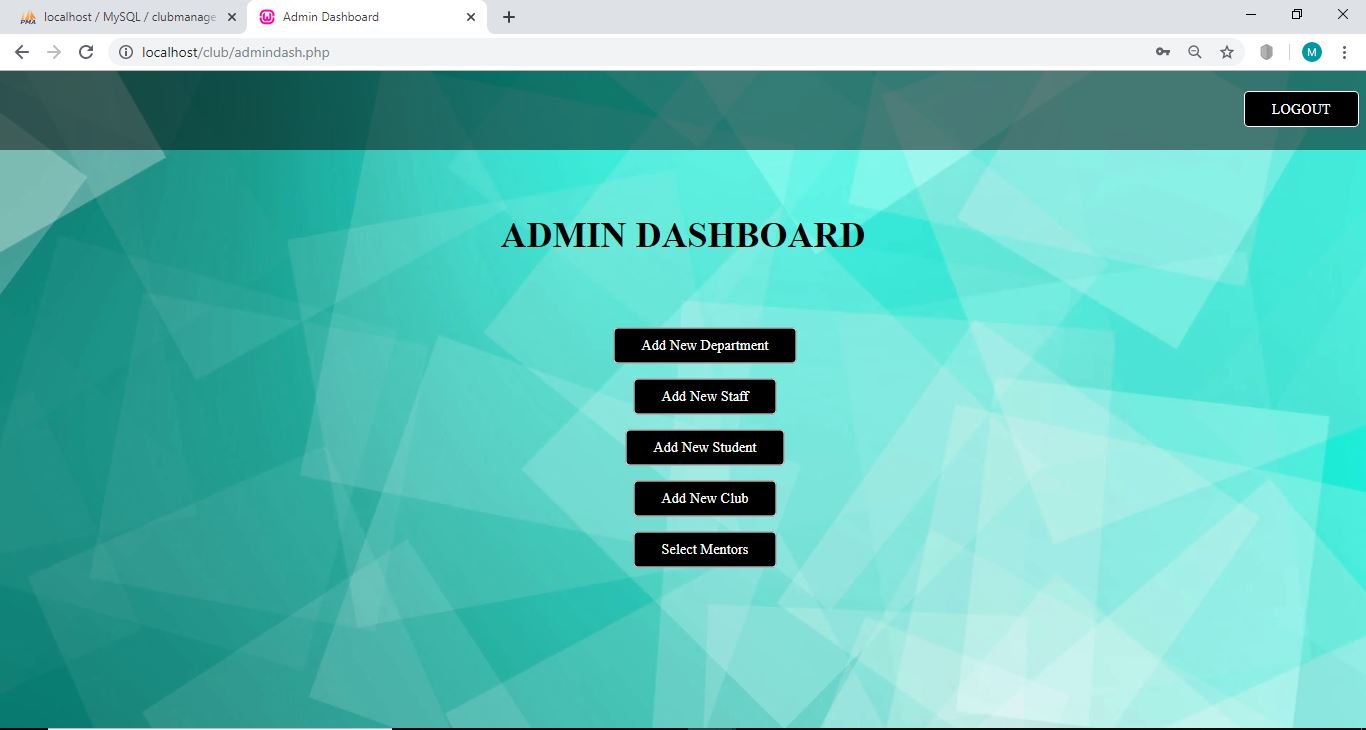 localhost / MySQL / clubmanage
Admin Dashboard
localhost/club/admindash.php
M
LOGOUT
ADMIN DASHBOARD
Add New Department
Add New Staff
Add New Student
Add New Club
Select Mentors